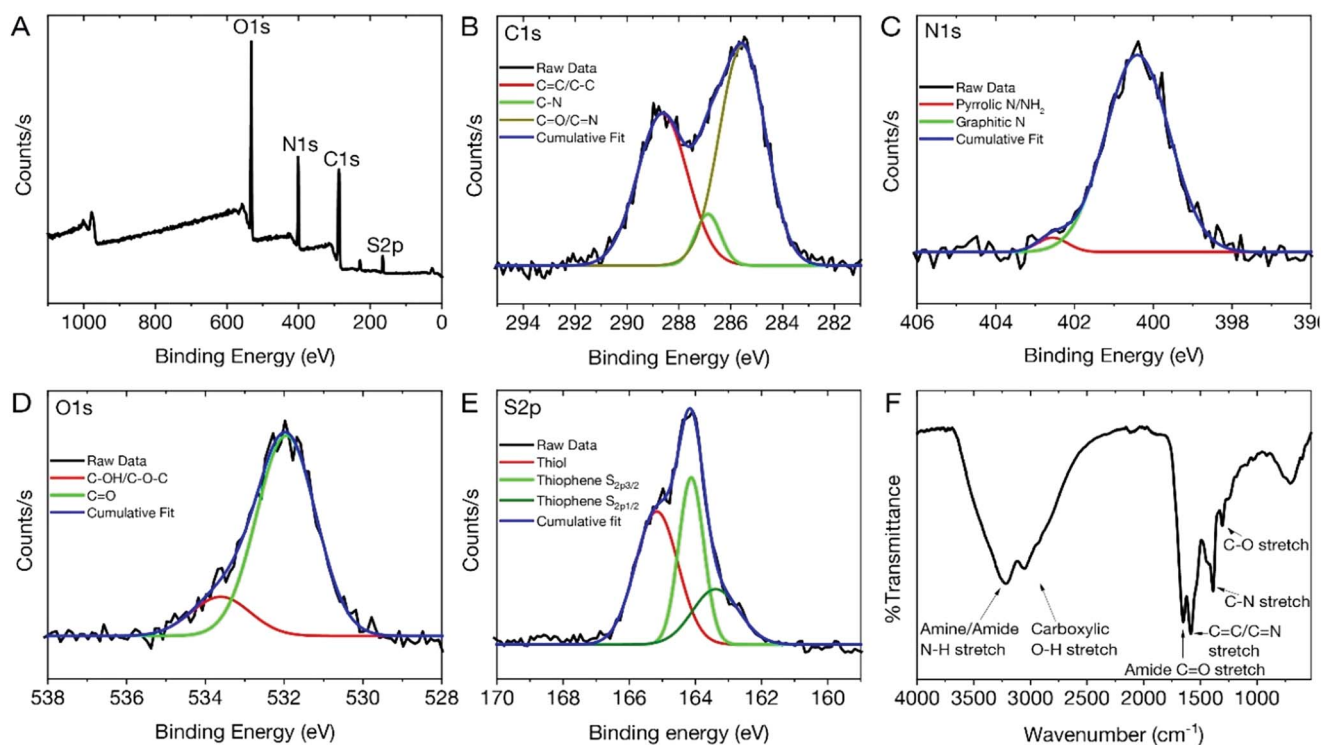 A
O1s
N1s
C1s
S2p
Counts/s
1000
800
600
400
200
0
Binding Energy (eV)
B
C1s
Raw Data
C=C/C-C
C-N
C=O/C=N
Cumulative Fit
Counts/s
294
292
290
288
286
284
282
Binding Energy (eV)
C
N1s
Raw Data
Pyrrolic N/NH2
Graphitic N
Cumulative Fit
Counts/s
406
404
402
400
398
396
Binding Energy (eV)
D
O1s
Raw Data
C-OH/C-O-C
C=O
Cumulative Fit
Counts/s
538
536
534
532
530
528
Binding Energy (eV)
E
S2p
Raw Data
Thiol
Thiophene S2p3/2
Thiophene S2p1/2
Cumulative fit
Counts/s
170
168
166
164
162
160
Binding energy (eV)
F
C-O stretch
C-N stretch
Amine/Amide
N-H stretch
Carboxylic
O-H stretch
C=C/C=N
stretch
Amide C=O stretch
%Transmittance
4000
3000
2000
1000
Wavenumber (cm-1)